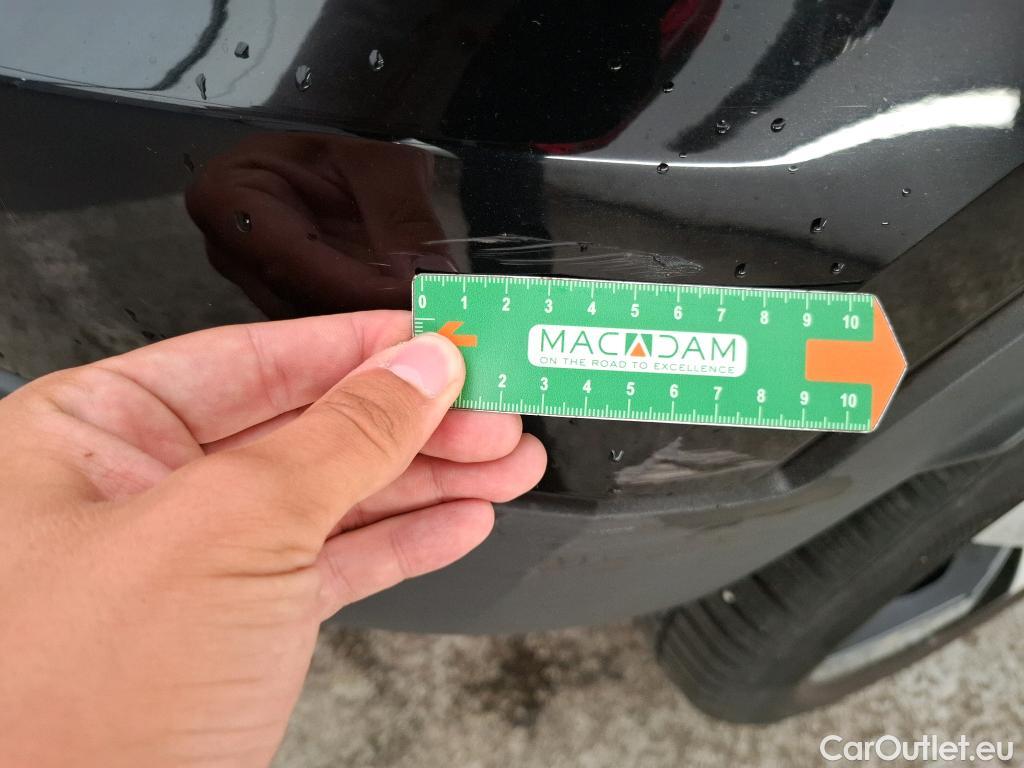 0 1 2 3 4 5 6 7 8 9 10
MACADAM
ON THE ROAD TO EXCELLENCE
2 3 4 5 6 7 8 9 10
CarOutlet.eu